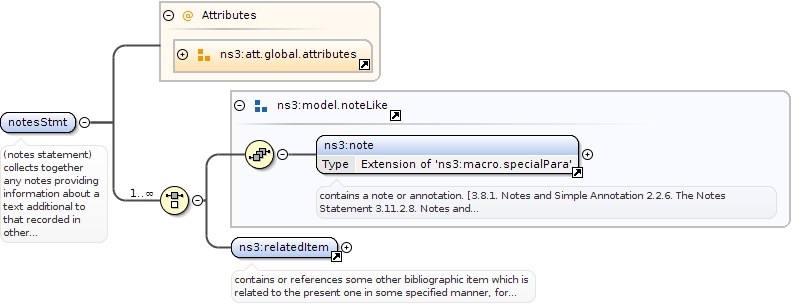 Attributes
ns3:att.global.attributes
ns3:model.noteLike
notesStmt
(notes statement)
collects together
any notes providing
information about a
text additional to
that recorded in
other...
1..∞
ns3:note
Type Extension of 'ns3:macro.specialPara'
contains a note or annotation. [3.8.1. Notes and Simple Annotation 2.2.6. The Notes
Statement 3.11.2.8. Notes and...
ns3:relatedItem
contains or references some other bibliographic item which is
related to the present one in some specified manner, for...